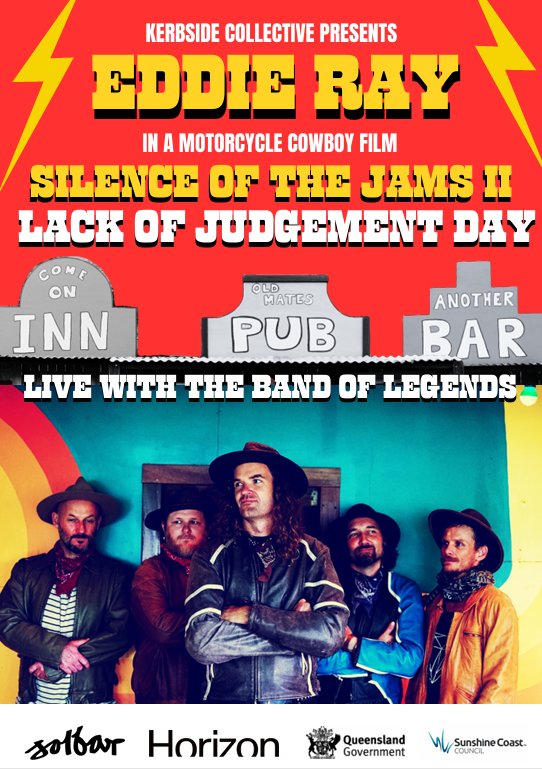 KERBSIDE COLLECTIVE PRESENTS
EDDIE RAY
IN A MOTORCYCLE COWBOY FILM
SILENCE OF THE JAMS II
LACK OF JUDGEMENT DAY
COME
ON
INN
OLD
MATES
PUB
ANOTHER
BAR
LIVE WITH THE BAND OF LEGENDS
solbar
Horizon
Queensland
Government
Sunshine Coast
COUNCIL